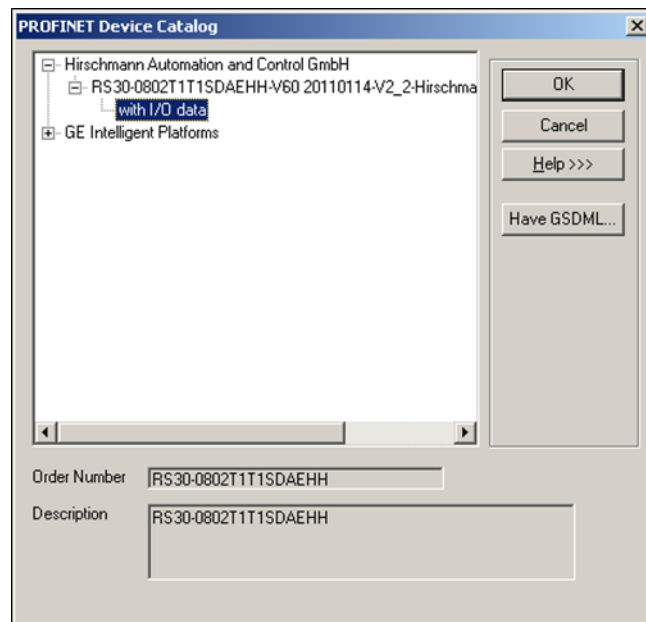 PROFINET Device Catalog
Hirschmann Automation and Control GmbH
RS30-0802T1T1SDAEHH-V60 20110114-V2_2-Hirschma
with I/O data
GE Intelligent Platforms
OK
Cancel
Help >>>
Have GSDML...
Order Number RS30-0802T1T1SDAEHH
Description RS30-0802T1T1SDAEHH